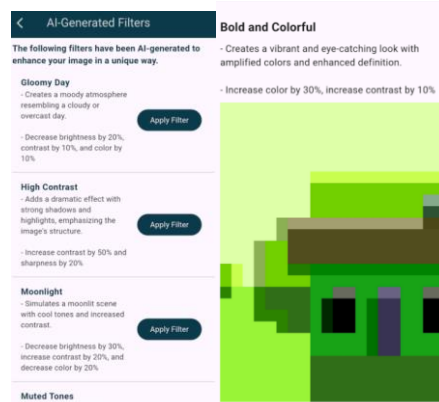 AI-Generated Filters
The following filters have been AI-generated to
enhance your image in a unique way.
Gloomy Day
- Creates a moody atmosphere
resembling a cloudy or
overcast day.
- Decrease brightness by 20%,
contrast by 10%, and color by
10%
Apply Filter
High Contrast
- Adds a dramatic effect with
strong shadows and
highlights, emphasizing the
image's structure.
- Increase contrast by 50% and
sharpness by 20%
Apply Filter
Moonlight
- Simulates a moonlit scene
with cool tones and increased
contrast.
- Decrease brightness by 30%,
increase contrast by 20%, and
decrease color by 20%
Apply Filter
Muted Tones
Bold and Colorful
- Creates a vibrant and eye-catching look with
amplified colors and enhanced definition.
- Increase color by 30%, increase contrast by 10%